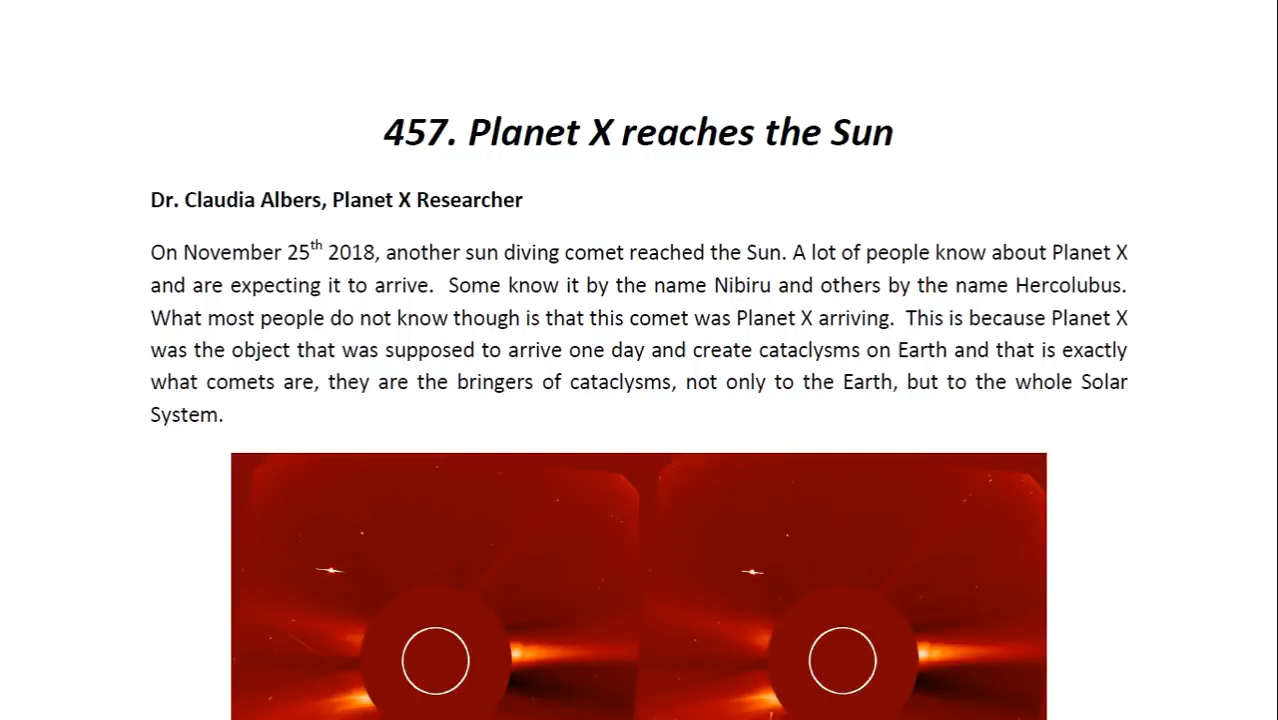 457. Planet X reaches the Sun
Dr. Claudia Albers, Planet X Researcher
On November 25th 2018, another sun diving comet reached the Sun. A lot of people know about Planet X
and are expecting it to arrive.  Some know it by the name Nibiru and others by the name Hercolubus.
What most people do not know though is that this comet was Planet X arriving.  This is because Planet X
was the object that was supposed to arrive one day and create cataclysms on Earth and that is exactly
what comets are, they are the bringers of cataclysms, not only to the Earth, but to the whole Solar
System.